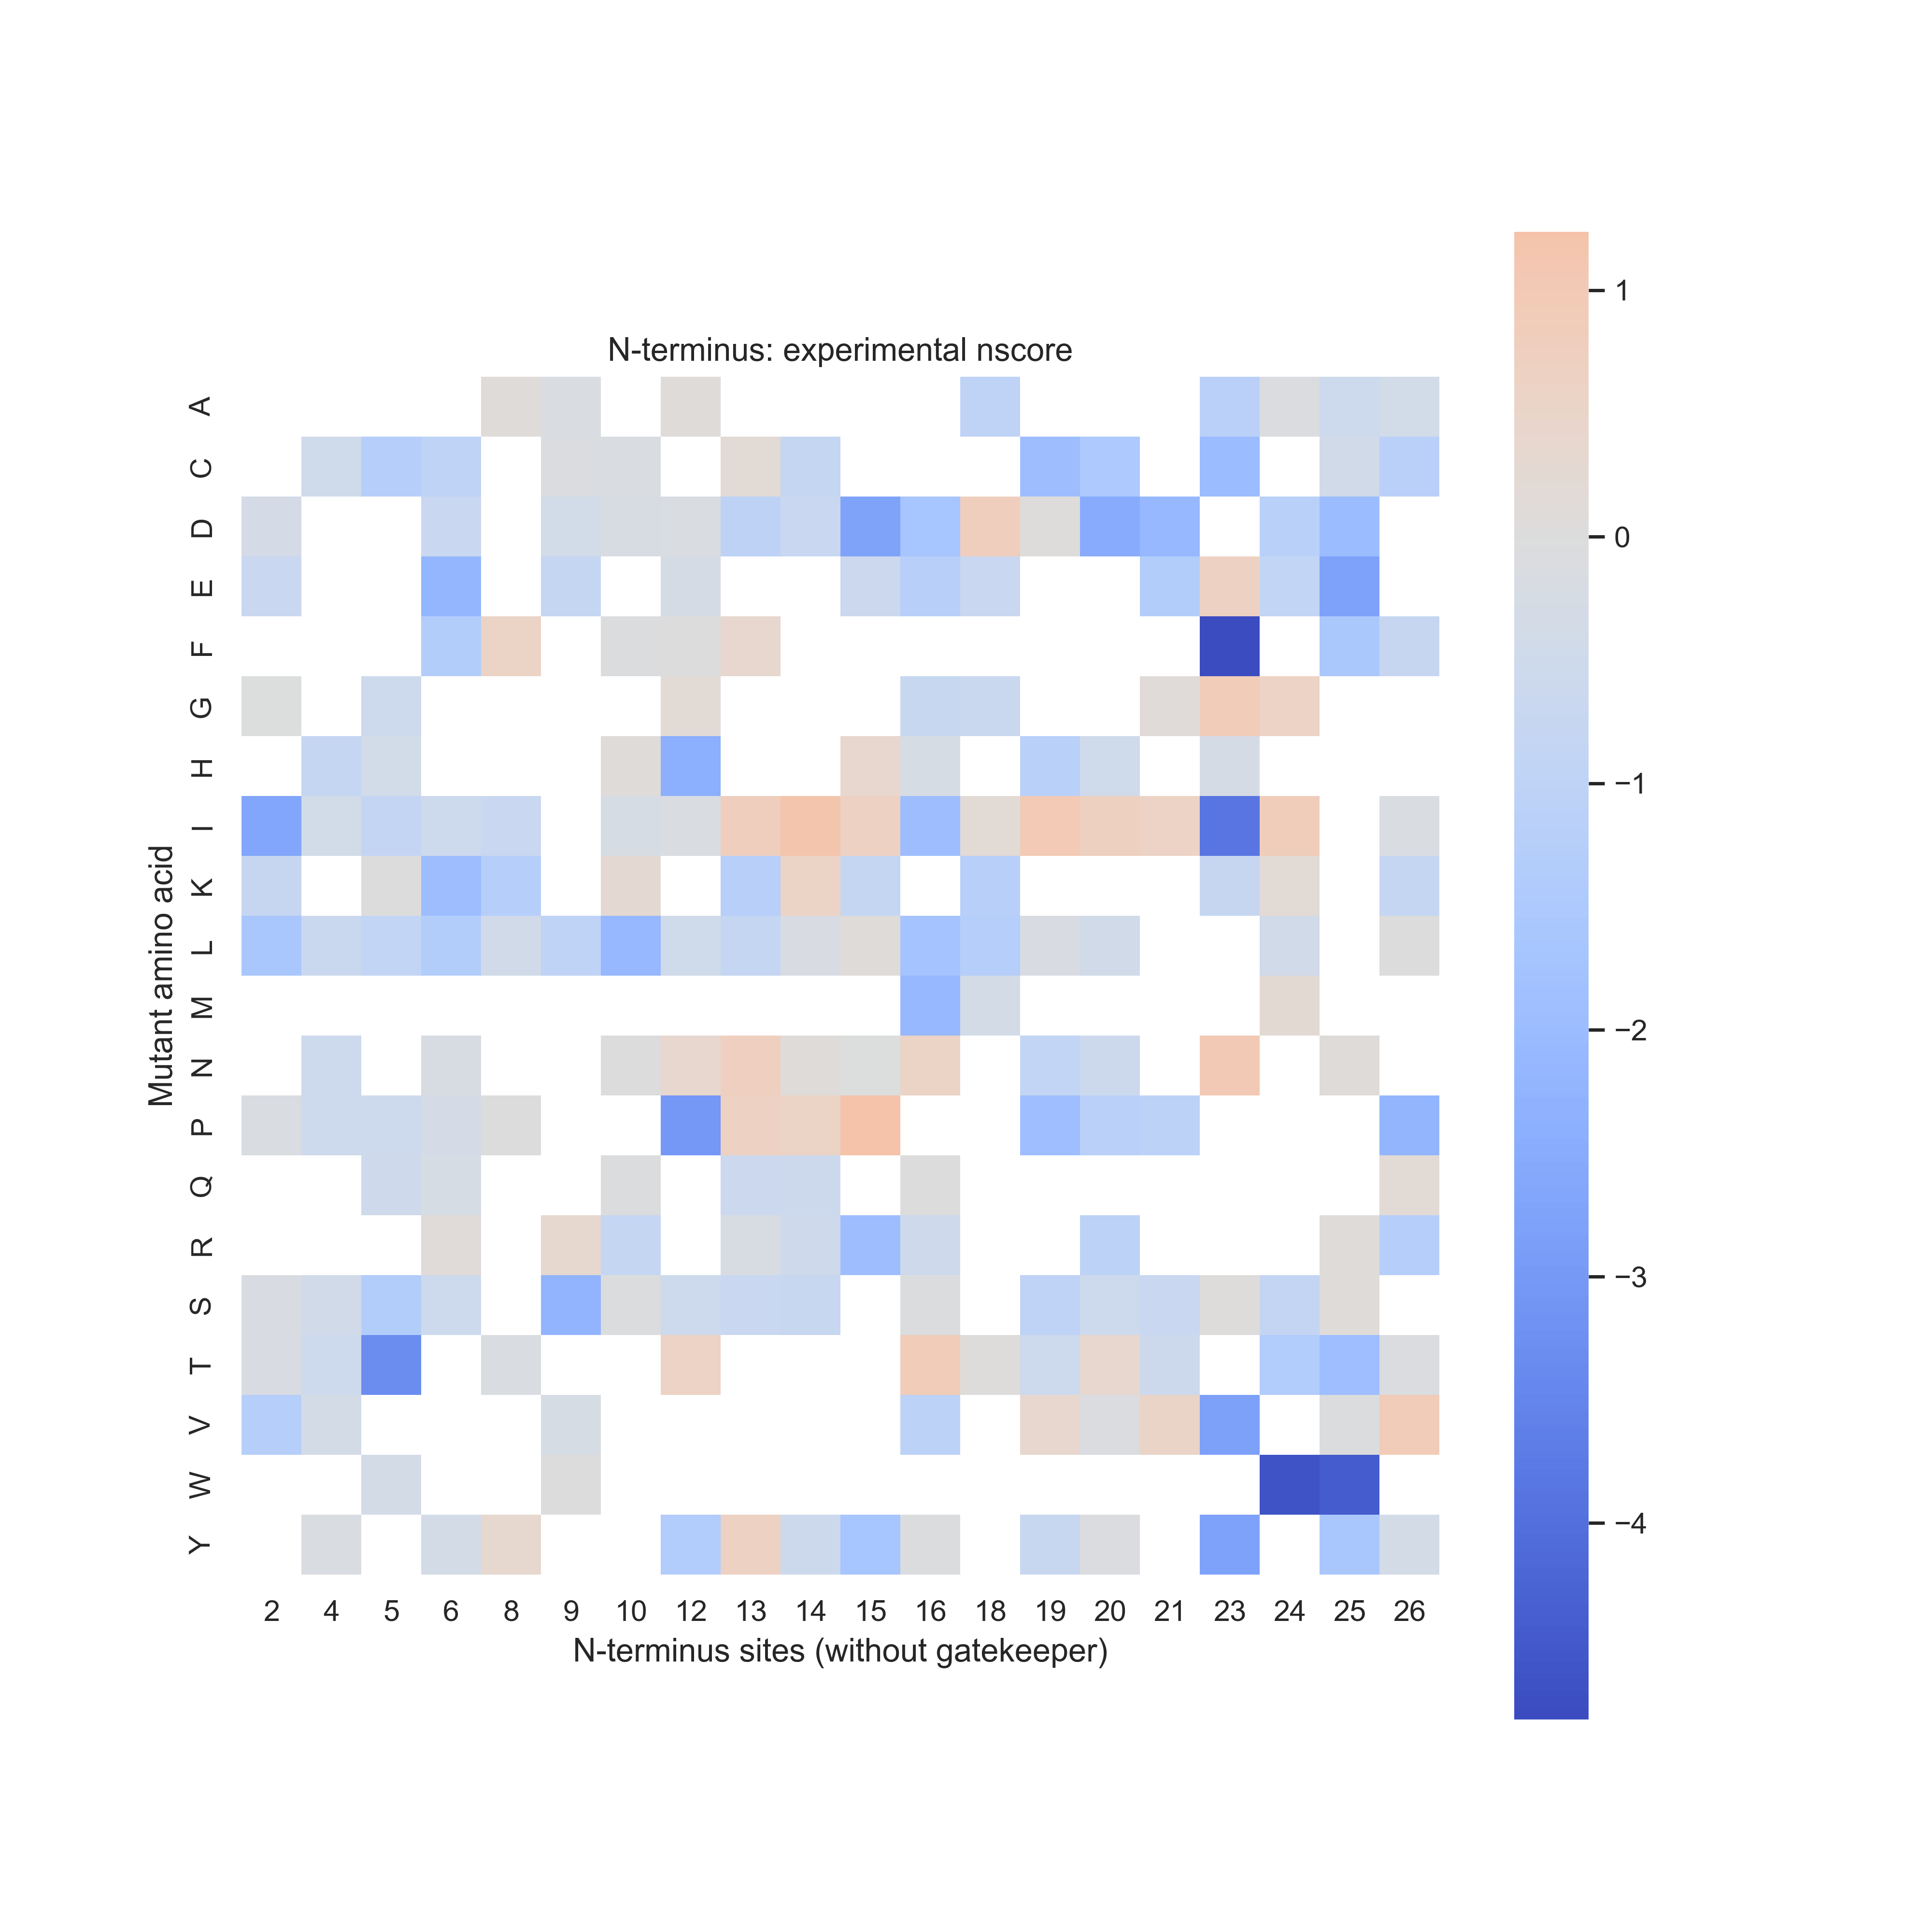 N-terminus: experimental nscore
Mutant amino acid
A
C
D
E
F
G
H
I
K
L
M
N
P
Q
R
S
T
V
W
Y
2 4 5 6 8 9 10 12 13 14 15 16 18 19 20 21 23 24 25 26
N-terminus sites (without gatekeeper)
1
0
−1
−2
−3
−4